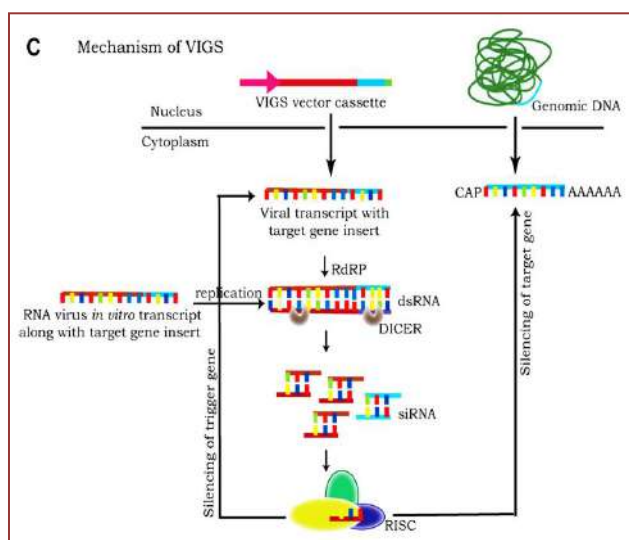 C Mechanism of VIGS
VIGS vector cassette
Genomic DNA
Nucleus
Cytoplasm
CAP
AAAAAA
Viral transcript with
target gene insert
RdRP
replication
dsRNA
DICER
RNA virus in vitro transcript
along with target gene insert
siRNA
RISC
Silencing of trigger gene
Silencing of target gene